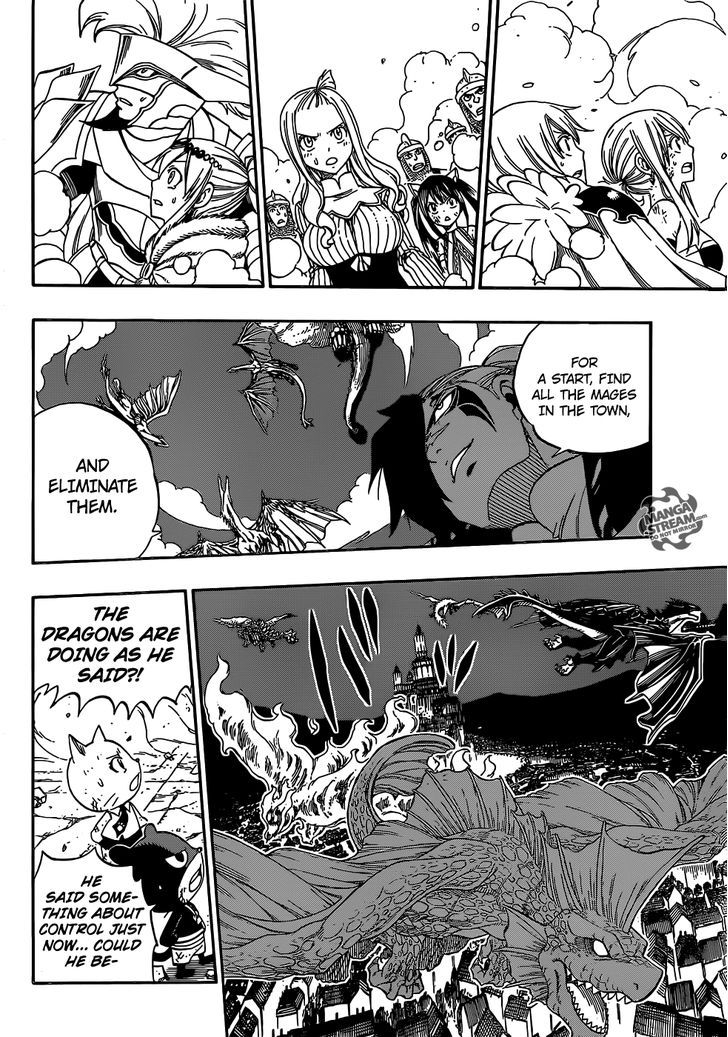 FOR
A START, FIND
ALL THE MAGES
IN THE TOWN,
AND
ELIMINATE
THEM.
MANGA
STREAM.com
DO NOT MIRROR
THE
DRAGONS ARE
DOING AS HE
SAID?!
HE
SAID SOME-
THING ABOUT
CONTROL JUST
NOW... COULD
HE BE-